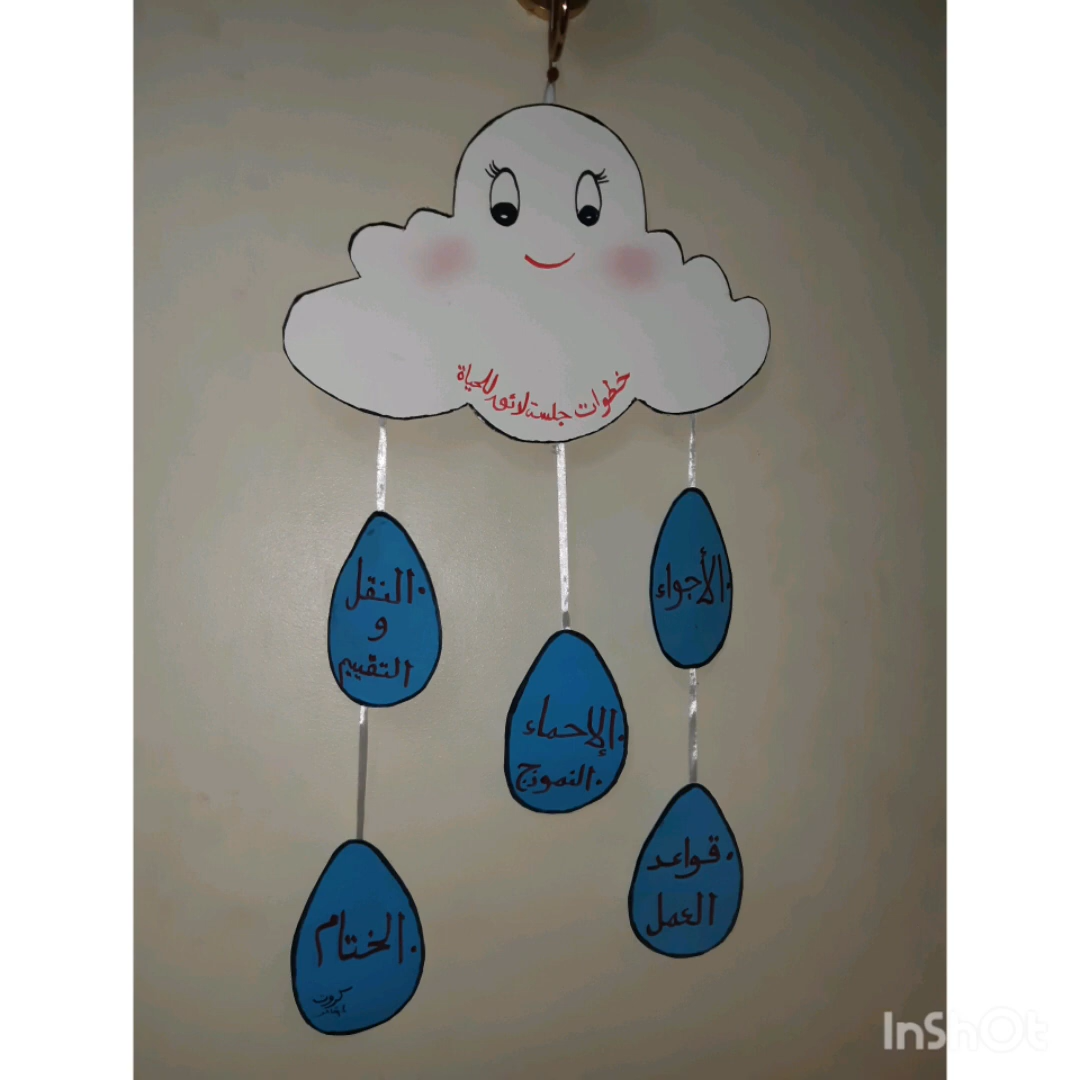 خطوات جلسة لائق للحياة
.الأجواء
.قواعد
العمل
.الإحماء
.النموذج
.النقل
و
التقييم
.الختام
InShOt